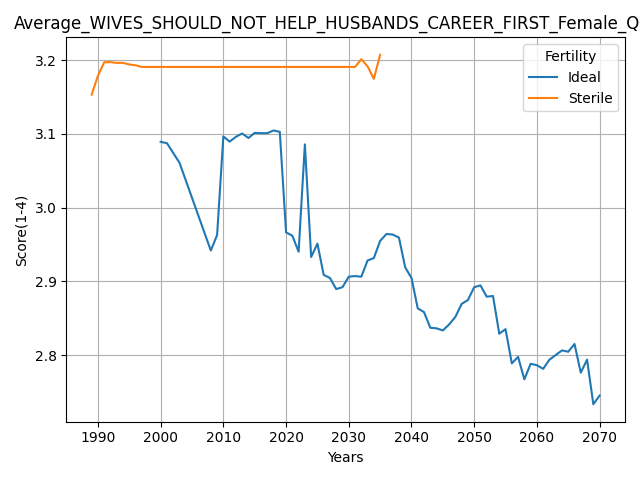 Average_WIVES_SHOULD_NOT_HELP_HUSBANDS_CAREER_FIRST_Female_Q
3.2
3.1
3.0
2.9
2.8
Score(1-4)
Fertility
Ideal
Sterile
1990 2000 2010 2020 2030 2040 2050 2060 2070
Years